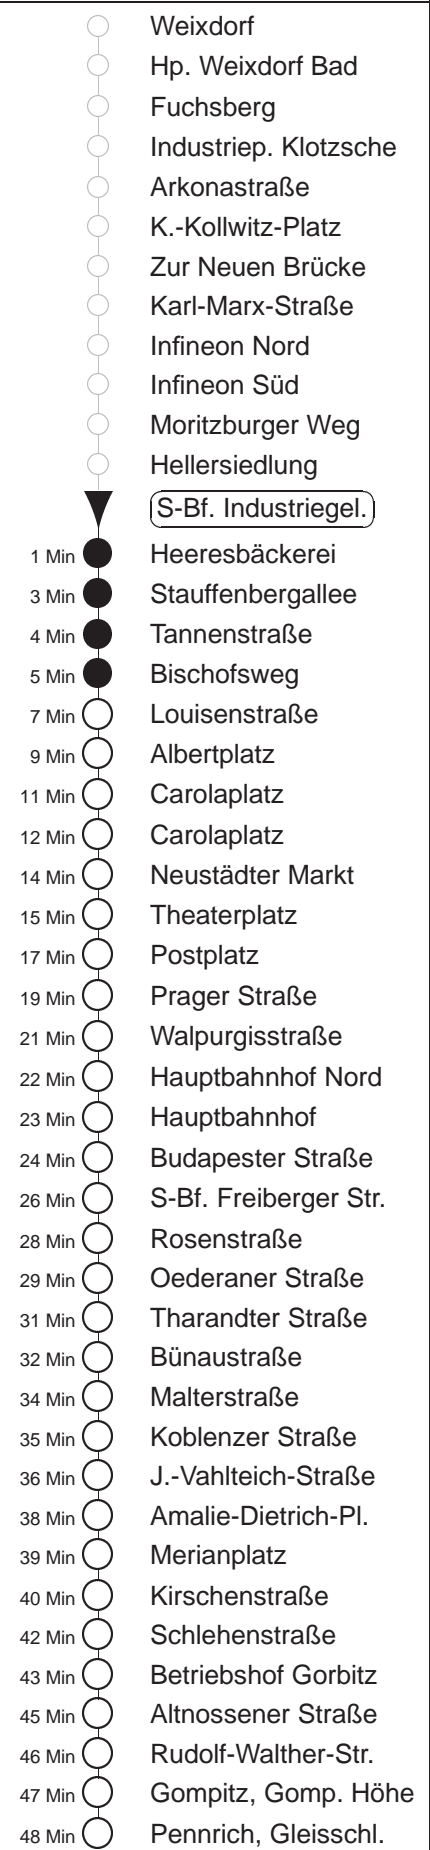 Weixdorf
Hp. Weixdorf Bad
Fuchsberg
Industriep. Klotzsche
Arkonastraße
K.-Kollwitz-Platz
Zur Neuen Brücke
Karl-Marx-Straße
Infineon Nord
Infineon Süd
Moritzburger Weg
Hellersiedlung
S-Bf. Industriegel.
1 Min Heeresbäckerei
3 Min Stauffenbergallee
4 Min Tannenstraße
5 Min Bischofsweg
7 Min Louisenstraße
9 Min Albertplatz
11 Min Carolaplatz
12 Min Carolaplatz
14 Min Neustädter Markt
15 Min Theaterplatz
17 Min Postplatz
19 Min Prager Straße
21 Min Walpurgisstraße
22 Min Hauptbahnhof Nord
23 Min Hauptbahnhof
24 Min Budapester Straße
26 Min S-Bf. Freiberger Str.
28 Min Rosenstraße
29 Min Oederaner Straße
31 Min Tharandter Straße
32 Min Bünaustraße
34 Min Malterstraße
35 Min Koblenzer Straße
36 Min J.-Vahlteich-Straße
38 Min Amalie-Dietrich-Pl.
39 Min Merianplatz
40 Min Kirschenstraße
42 Min Schlehenstraße
43 Min Betriebshof Gorbitz
45 Min Altnossener Straße
46 Min Rudolf-Walther-Str.
47 Min Gompitz, Gomp. Höhe
48 Min Pennrich, Gleisschl.